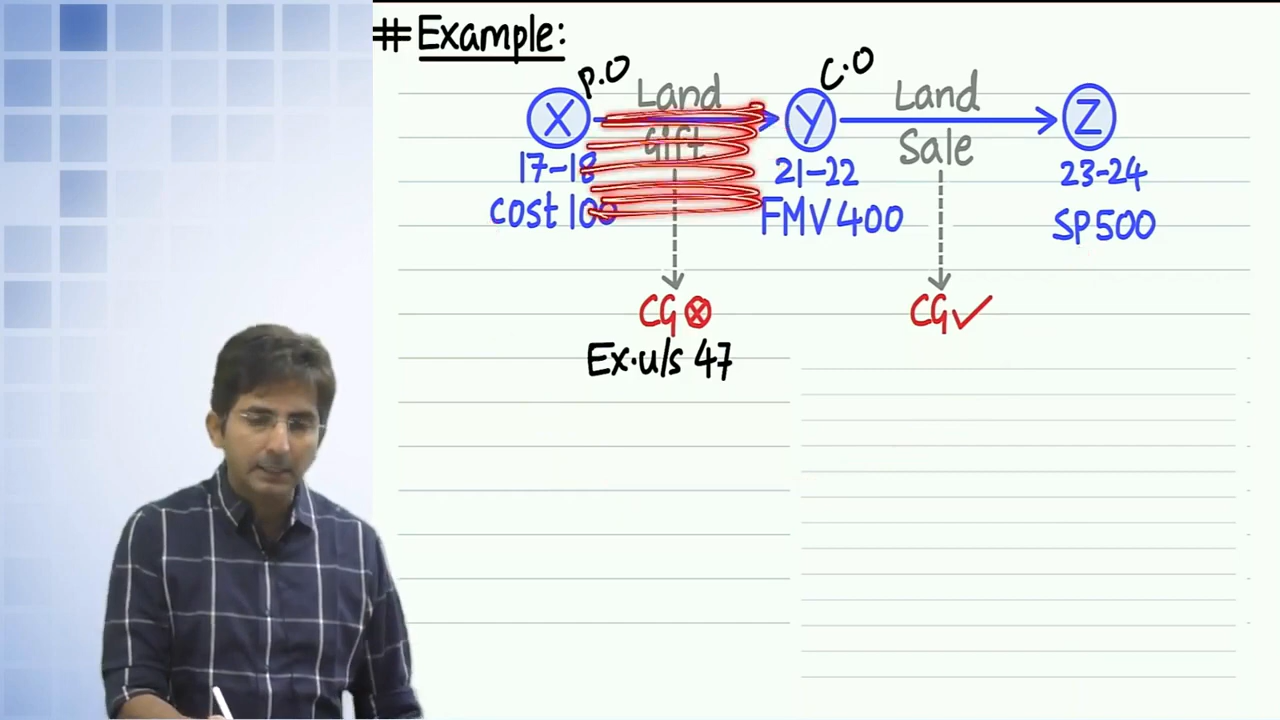 # Example:
P.O C.O
X Land Gift Y Land Sale Z
17-18 21-22 23-24
Cost 100 FMV 400 SP 500
CG ⊗ CG ✓
Ex. u/s 47